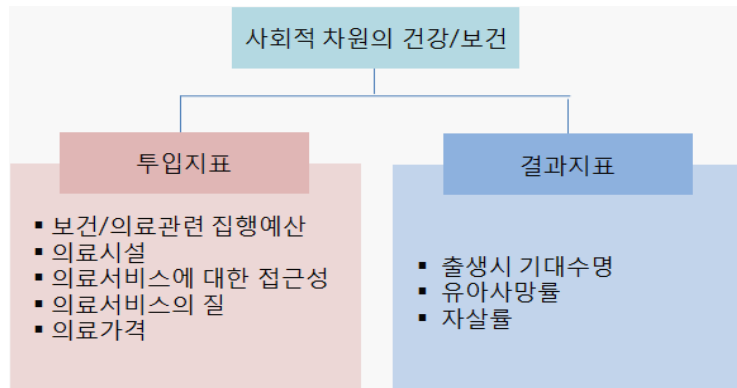 사회적 차원의 건강/보건
투입지표
▪ 보건/의료관련 집행예산
▪ 의료시설
▪ 의료서비스에 대한 접근성
▪ 의료서비스의 질
▪ 의료가격
결과지표
▪ 출생시 기대수명
▪ 유아사망률
▪ 자살률